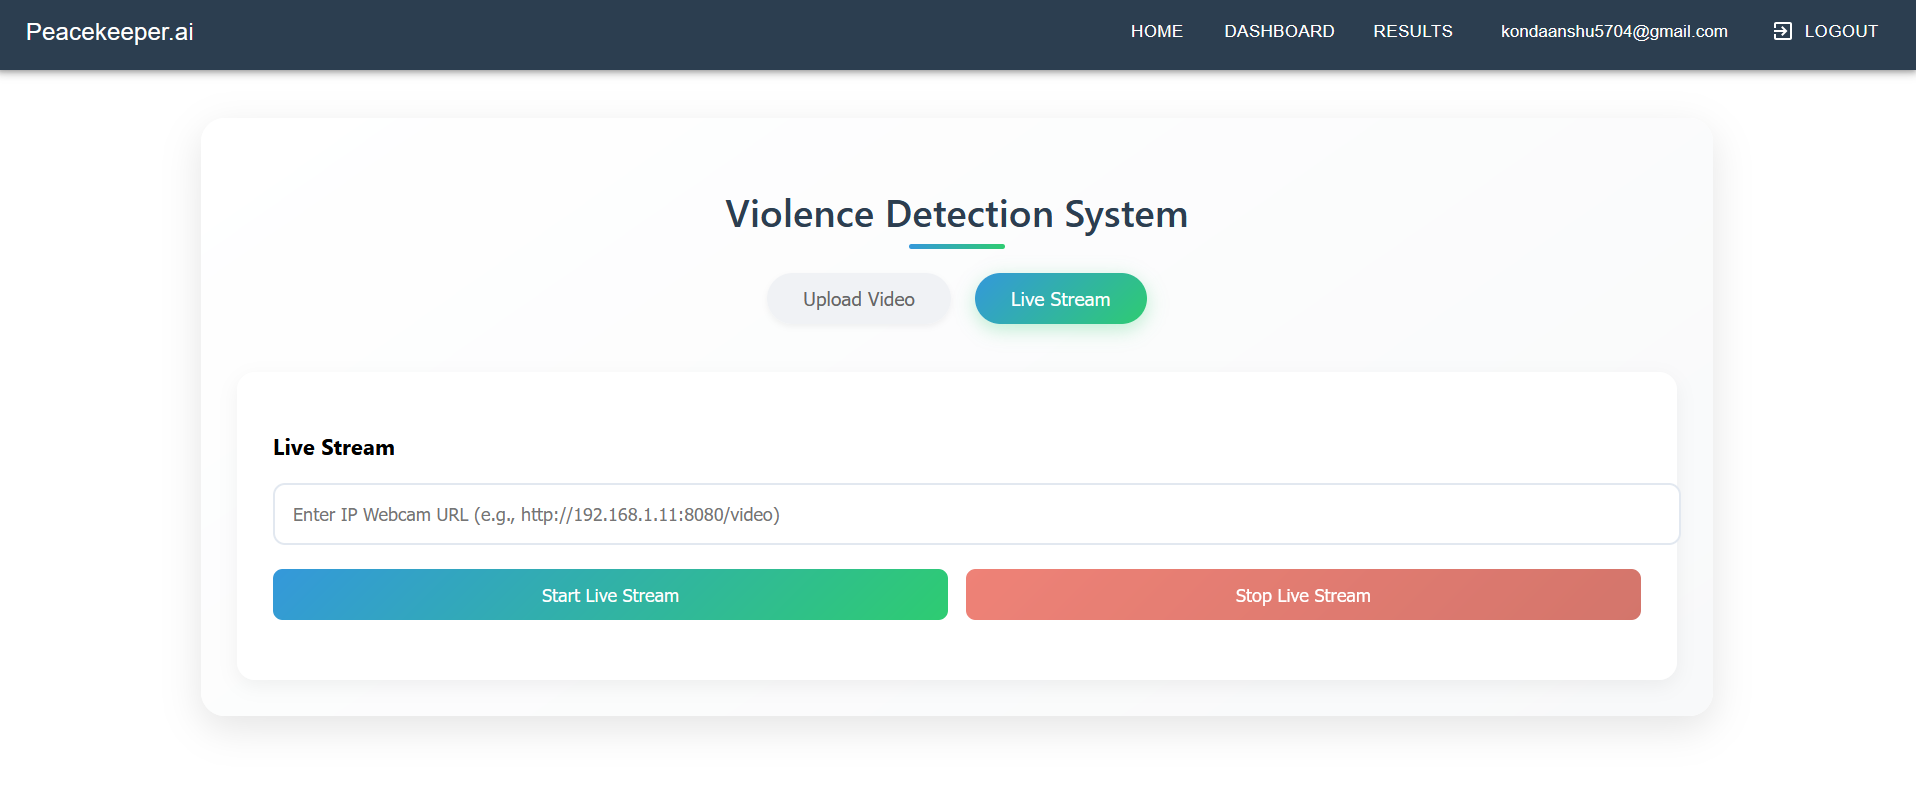 Peacekeeper.ai HOME DASHBOARD RESULTS kondaanshu5704@gmail.com LOGOUT
Violence Detection System
Upload Video Live Stream
Live Stream
Enter IP Webcam URL (e.g., http://192.168.1.11:8080/video)
Start Live Stream Stop Live Stream